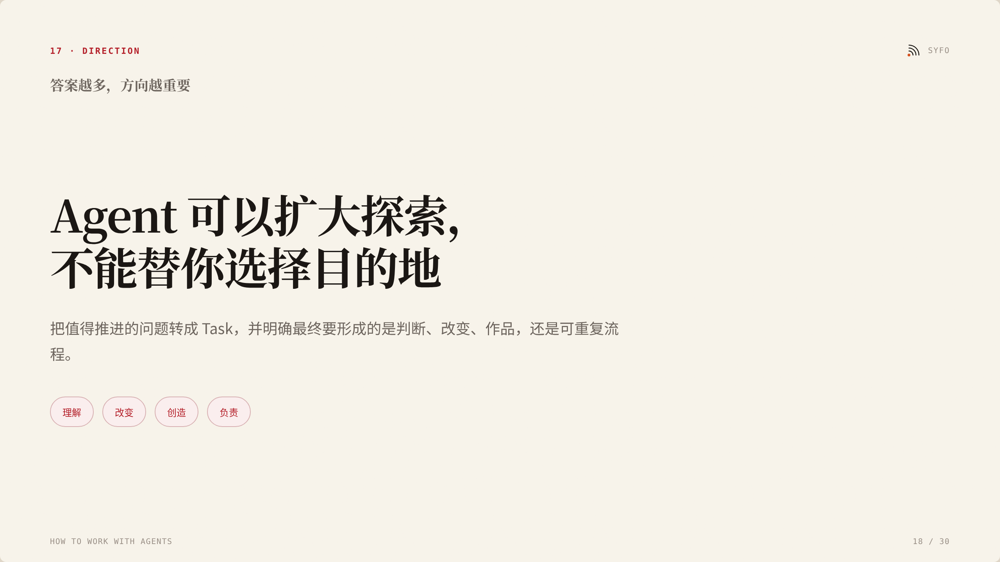 17 · DIRECTION
SYFO
答案越多，方向越重要
Agent 可以扩大探索，
不能替你选择目的地
把值得推进的问题转成 Task，并明确最终要形成的是判断、改变、作品，还是可重复流
程。
理解
改变
创造
负责
HOW TO WORK WITH AGENTS
18 / 30